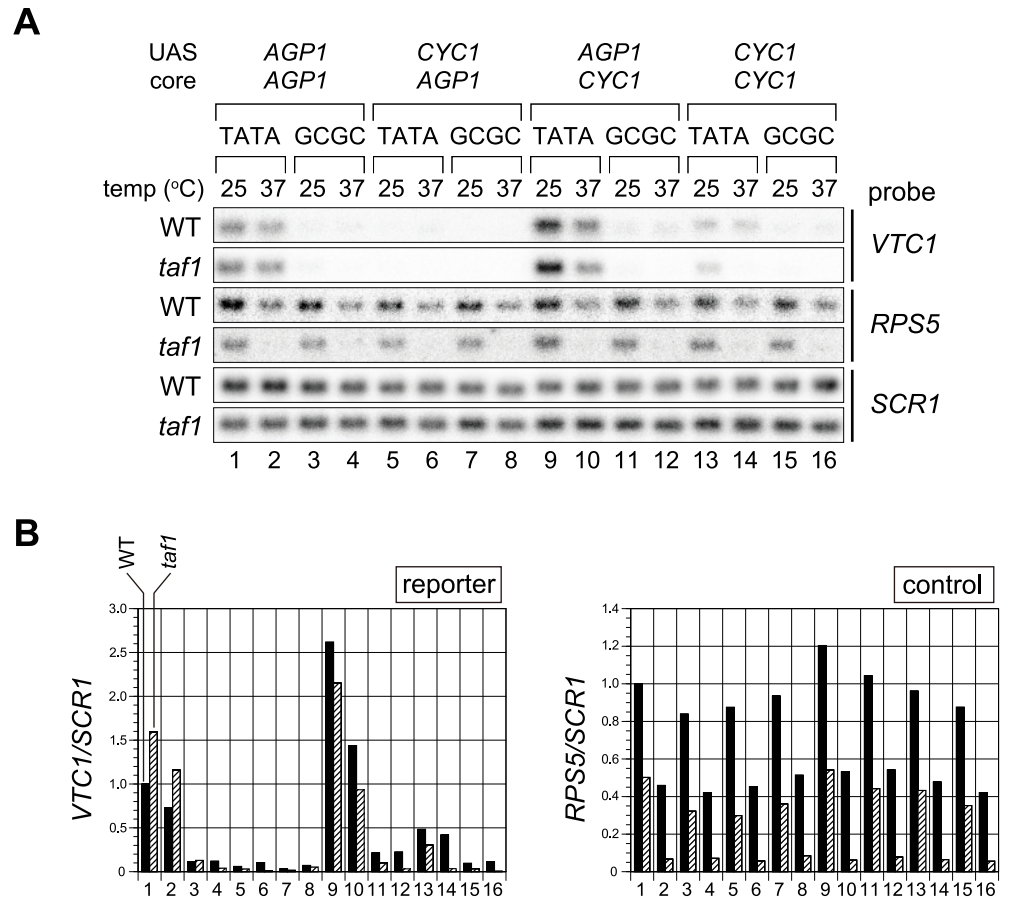 A
UAS AGP1 CYC1 AGP1 CYC1
core AGP1 AGP1 CYC1 CYC1
TATA GCGC TATA GCGC TATA GCGC TATA GCGC
temp (°C) 25 37 25 37 25 37 25 37 25 37 25 37 25 37 25 37 probe
WT
taf1
VTC1
WT
taf1
RPS5
WT
taf1
SCR1
1 2 3 4 5 6 7 8 9 10 11 12 13 14 15 16
B
WT
taf1
reporter
VTC1/SCR1
3.0
2.5
2.0
1.5
1.0
0.5
0
1 2 3 4 5 6 7 8 9 10 11 12 13 14 15 16
control
RPS5/SCR1
1.4
1.2
1.0
0.8
0.6
0.4
0.2
0
1 2 3 4 5 6 7 8 9 10 11 12 13 14 15 16